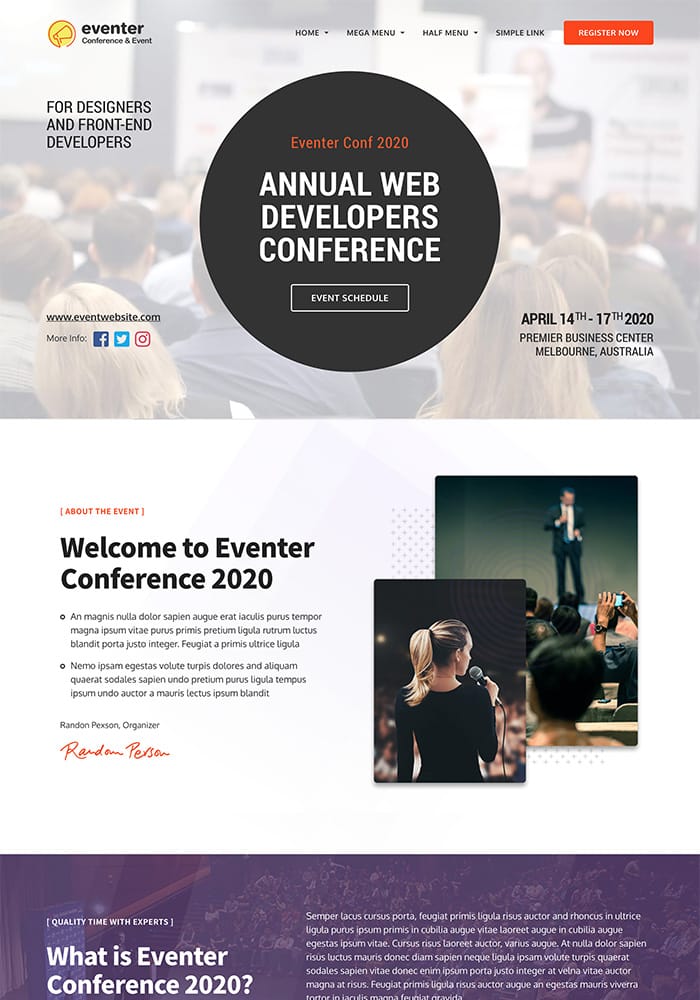 eventer
Conference & Event
HOME
MEGA MENU
HALF MENU
SIMPLE LINK
REGISTER NOW
FOR DESIGNERS
AND FRONT-END
DEVELOPERS
Eventer Conf 2020
ANNUAL WEB
DEVELOPERS
CONFERENCE
EVENT SCHEDULE
www.eventwebsite.com
More Info:
APRIL 14TH - 17TH 2020
PREMIER BUSINESS CENTER
MELBOURNE, AUSTRALIA
[ ABOUT THE EVENT ]
Welcome to Eventer
Conference 2020
An magnis nulla dolor sapien augue erat iaculis purus tempor
magna ipsum vitae purus primis pretium ligula rutrum luctus
blandit porta justo integer. Feugiat a primis ultrice ligula
Nemo ipsam egestas volute turpis dolores and aliquam
quaerat sodales sapien undo pretium purus ligula tempus
ipsum undo auctor a mauris lectus ipsum blandit
Randon Pexson, Organizer
Random Person
[ QUALITY TIME WITH EXPERTS ]
What is Eventer
Conference 2020?
Semper lacus cursus porta, feugiat primis ligula risus auctor and rhoncus in ultrice
ligula purus ipsum primis in cubilia augue vitae laoreet augue in cubilia augue
egestas ipsum vitae. Cursus risus laoreet auctor, varius augue. At nulla dolor sapien
risus luctus mauris donec diam sapien neque ligula ipsam volute turpis quaerat
sodales sapien vitae donec enim ipsum porta justo integer at velna vitae auctor
magna at risus. Feugiat primis ligula risus auctor egestas augue mauris viverra
tortor in iaculis magna feugiat gravida